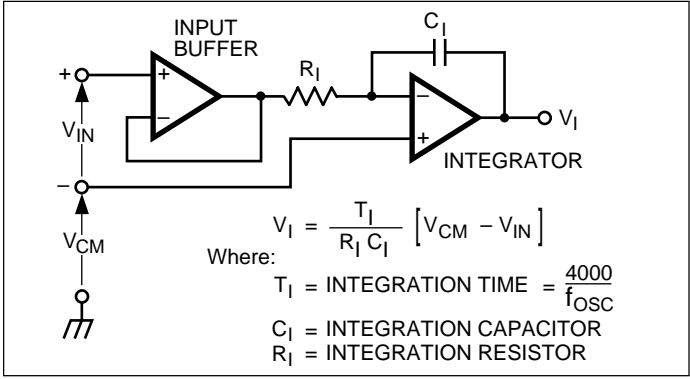 INPUT
BUFFER
C_I
R_I
+
+
−
−
+
V_IN
V_I
INTEGRATOR
−
V_CM
V_I = T_I / R_I C_I [V_CM − V_IN]
Where:
T_I = INTEGRATION TIME = 4000 / f_OSC
C_I = INTEGRATION CAPACITOR
R_I = INTEGRATION RESISTOR